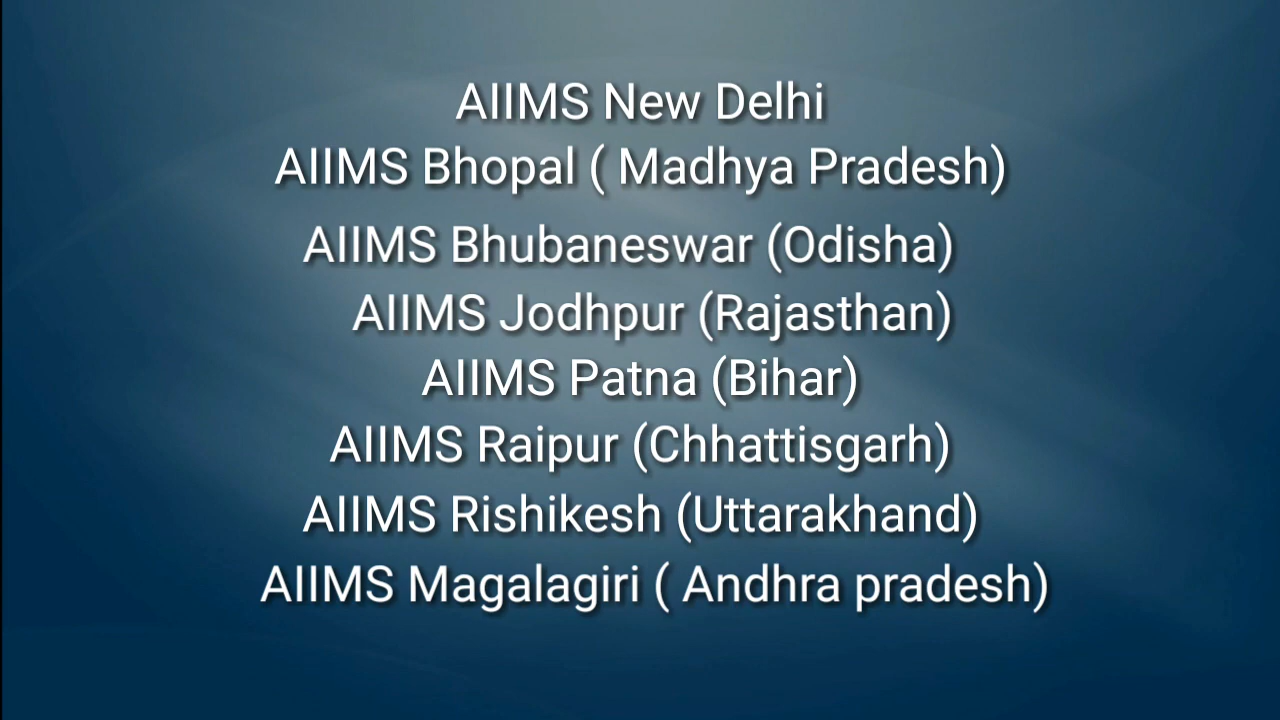 AIIMS New Delhi
AIIMS Bhopal ( Madhya Pradesh)
AIIMS Bhubaneswar (Odisha)
AIIMS Jodhpur (Rajasthan)
AIIMS Patna (Bihar)
AIIMS Raipur (Chhattisgarh)
AIIMS Rishikesh (Uttarakhand)
AIIMS Magalagiri ( Andhra pradesh)